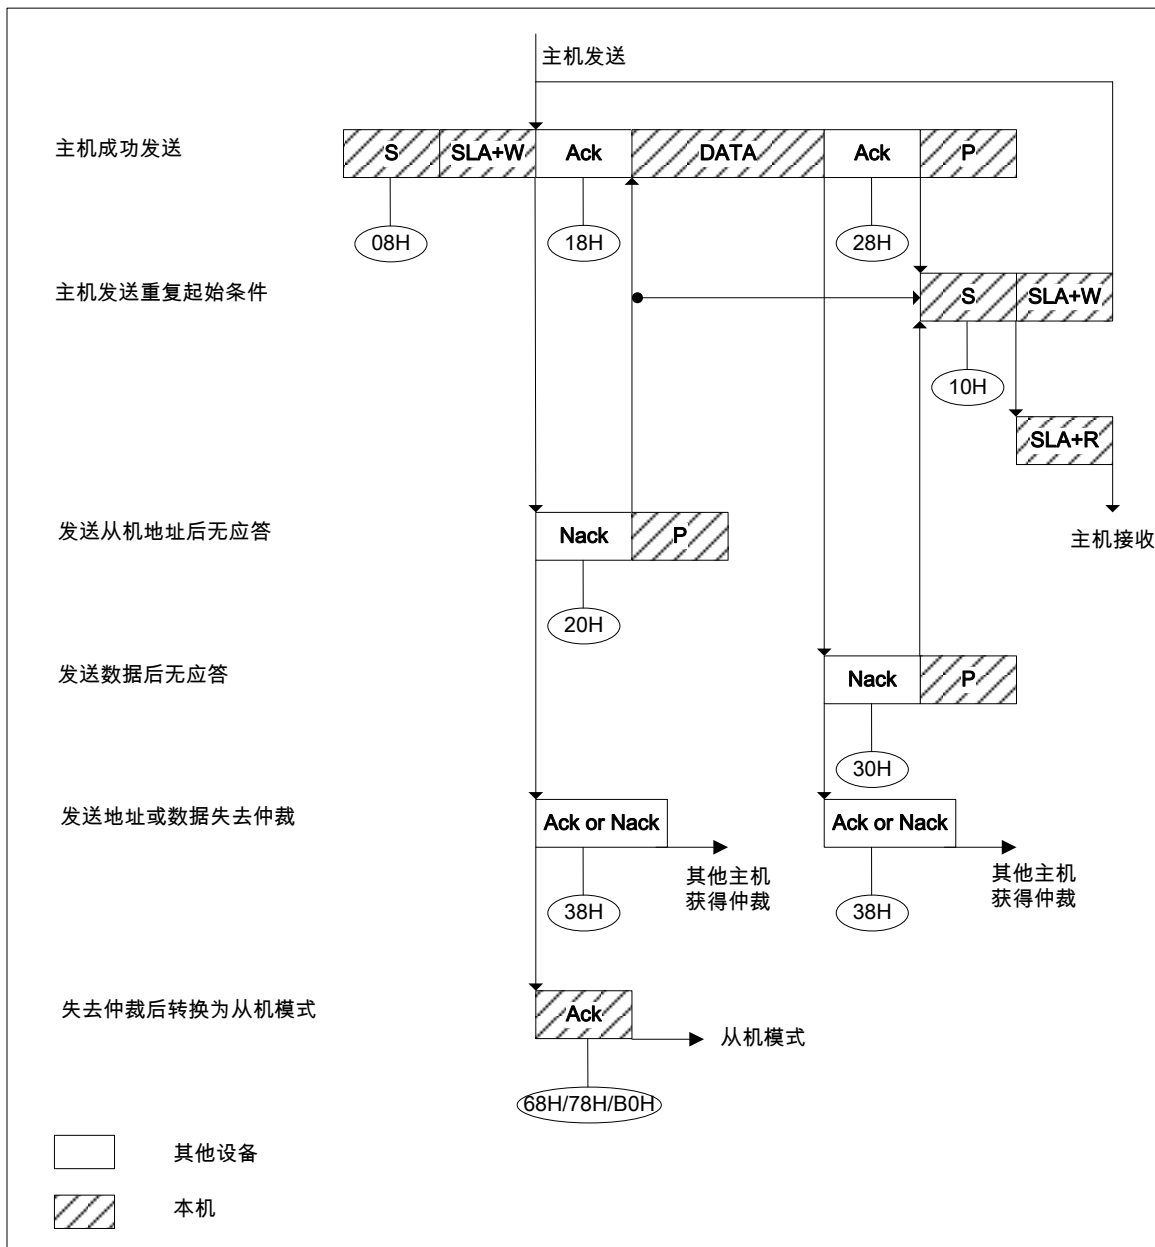 主机发送
主机成功发送
S SLA+W Ack DATA Ack P
08H 18H 28H
主机发送重复起始条件
S SLA+W
10H
SLA+R
发送从机地址后无应答
Nack P
主机接收
20H
发送数据后无应答
Nack P
30H
发送地址或数据失去仲裁
Ack or Nack Ack or Nack
其他主机 其他主机
获得仲裁 获得仲裁
38H 38H
失去仲裁后转换为从机模式
Ack
从机模式
68H/78H/B0H
其他设备
本机